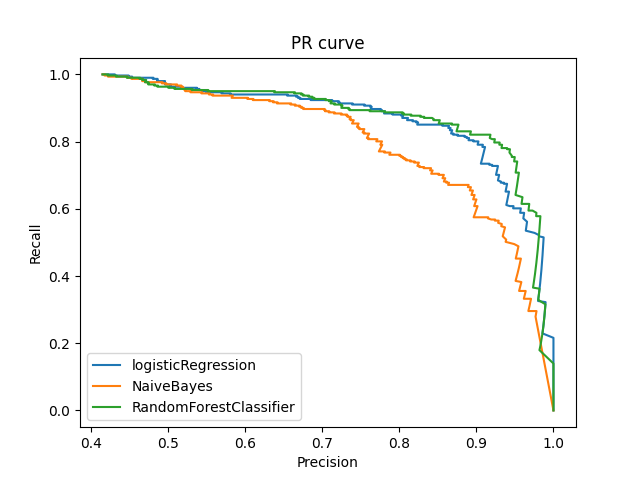 PR curve
1.0
0.8
0.6
0.4
0.2
0.0
Recall
logisticRegression
NaiveBayes
RandomForestClassifier
0.4 0.5 0.6 0.7 0.8 0.9 1.0
Precision